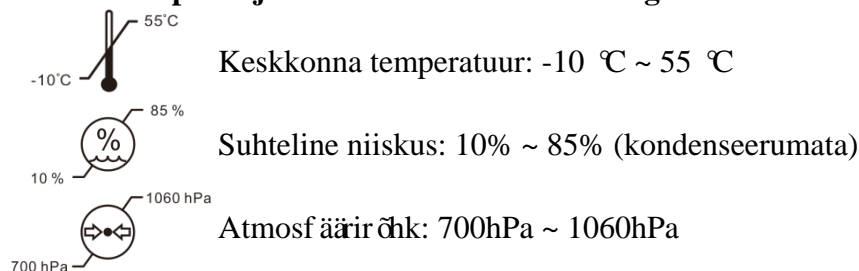 55°C
-10°C
Keskkonna temperatuur: -10 ℃ ~ 55 ℃
85 %
%
10 %
Suhteline niiskus: 10% ~ 85% (kondenseerumata)
1060 hPa
700 hPa
Atmosfäärirõhk: 700hPa ~ 1060hPa